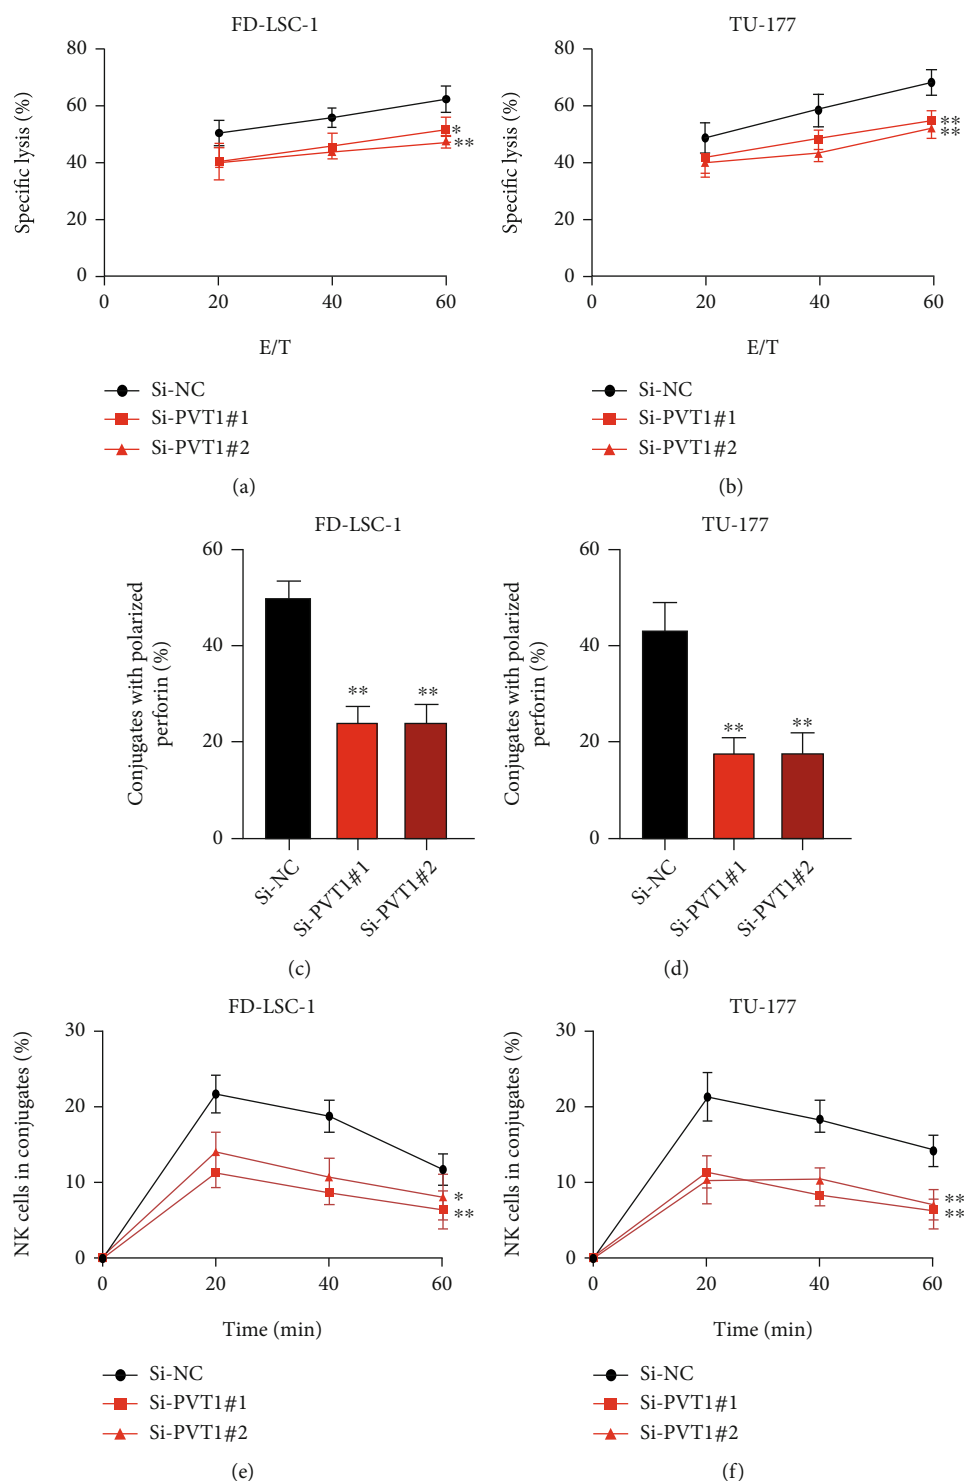 FD-LSC-1
Specific lysis (%)
80
60
40
20
0
0 20 40 60
*
**
E/T
Si-NC
Si-PVT1#1
Si-PVT1#2
(a)
TU-177
Specific lysis (%)
80
60
40
20
0
0 20 40 60
**
**
E/T
Si-NC
Si-PVT1#1
Si-PVT1#2
(b)
FD-LSC-1
Conjugates with polarized
perforin (%)
60
40
20
0
** **
Si-NC
Si-PVT1#1
Si-PVT1#2
(c)
TU-177
Conjugates with polarized
perforin (%)
60
40
20
0
** **
Si-NC
Si-PVT1#1
Si-PVT1#2
(d)
FD-LSC-1
NK cells in conjugates (%)
30
20
10
0
0 20 40 60
*
**
Time (min)
Si-NC
Si-PVT1#1
Si-PVT1#2
(e)
TU-177
NK cells in conjugates (%)
30
20
10
0
0 20 40 60
**
**
Time (min)
Si-NC
Si-PVT1#1
Si-PVT1#2
(f)